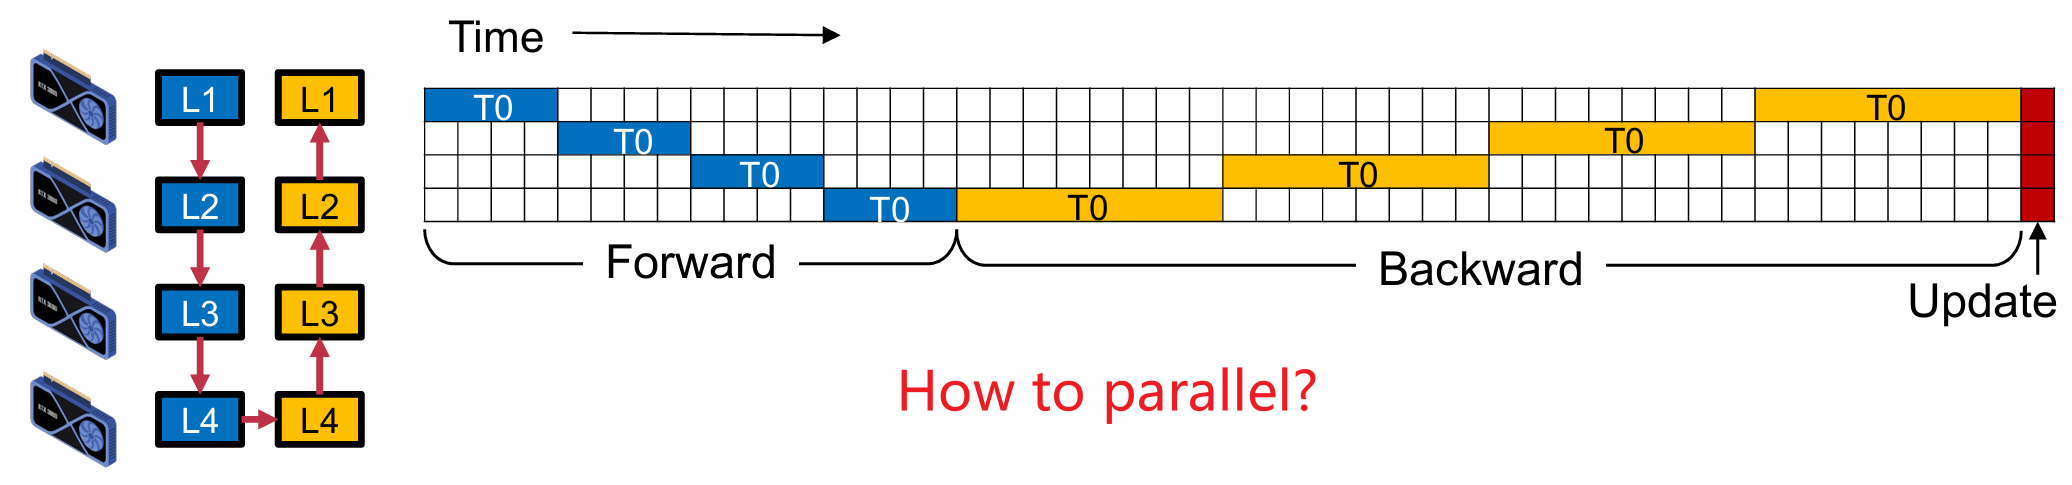 Time
L1 L1
L2 L2
L3 L3
L4 L4
T0 T0
T0 T0
T0 T0
T0 T0
Forward
Backward
Update
How to parallel?